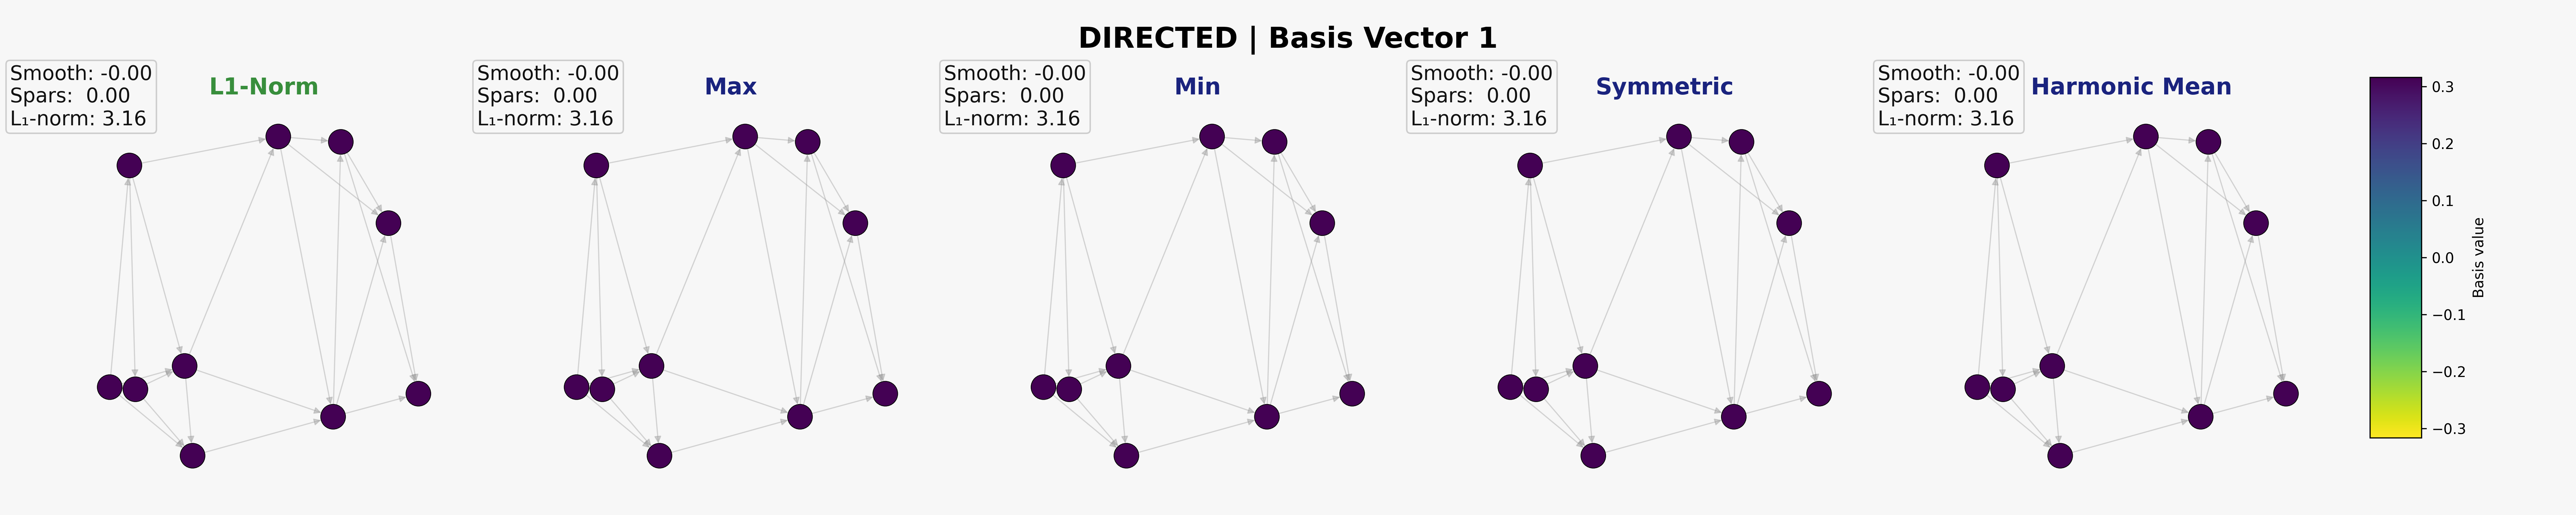 DIRECTED | Basis Vector 1
Smooth: -0.00
Spars:  0.00
L₁-norm: 3.16
L1-Norm
Smooth: -0.00
Spars:  0.00
L₁-norm: 3.16
Max
Smooth: -0.00
Spars:  0.00
L₁-norm: 3.16
Min
Smooth: -0.00
Spars:  0.00
L₁-norm: 3.16
Symmetric
Smooth: -0.00
Spars:  0.00
L₁-norm: 3.16
Harmonic Mean
0.3
0.2
0.1
0.0
−0.1
−0.2
−0.3
Basis value